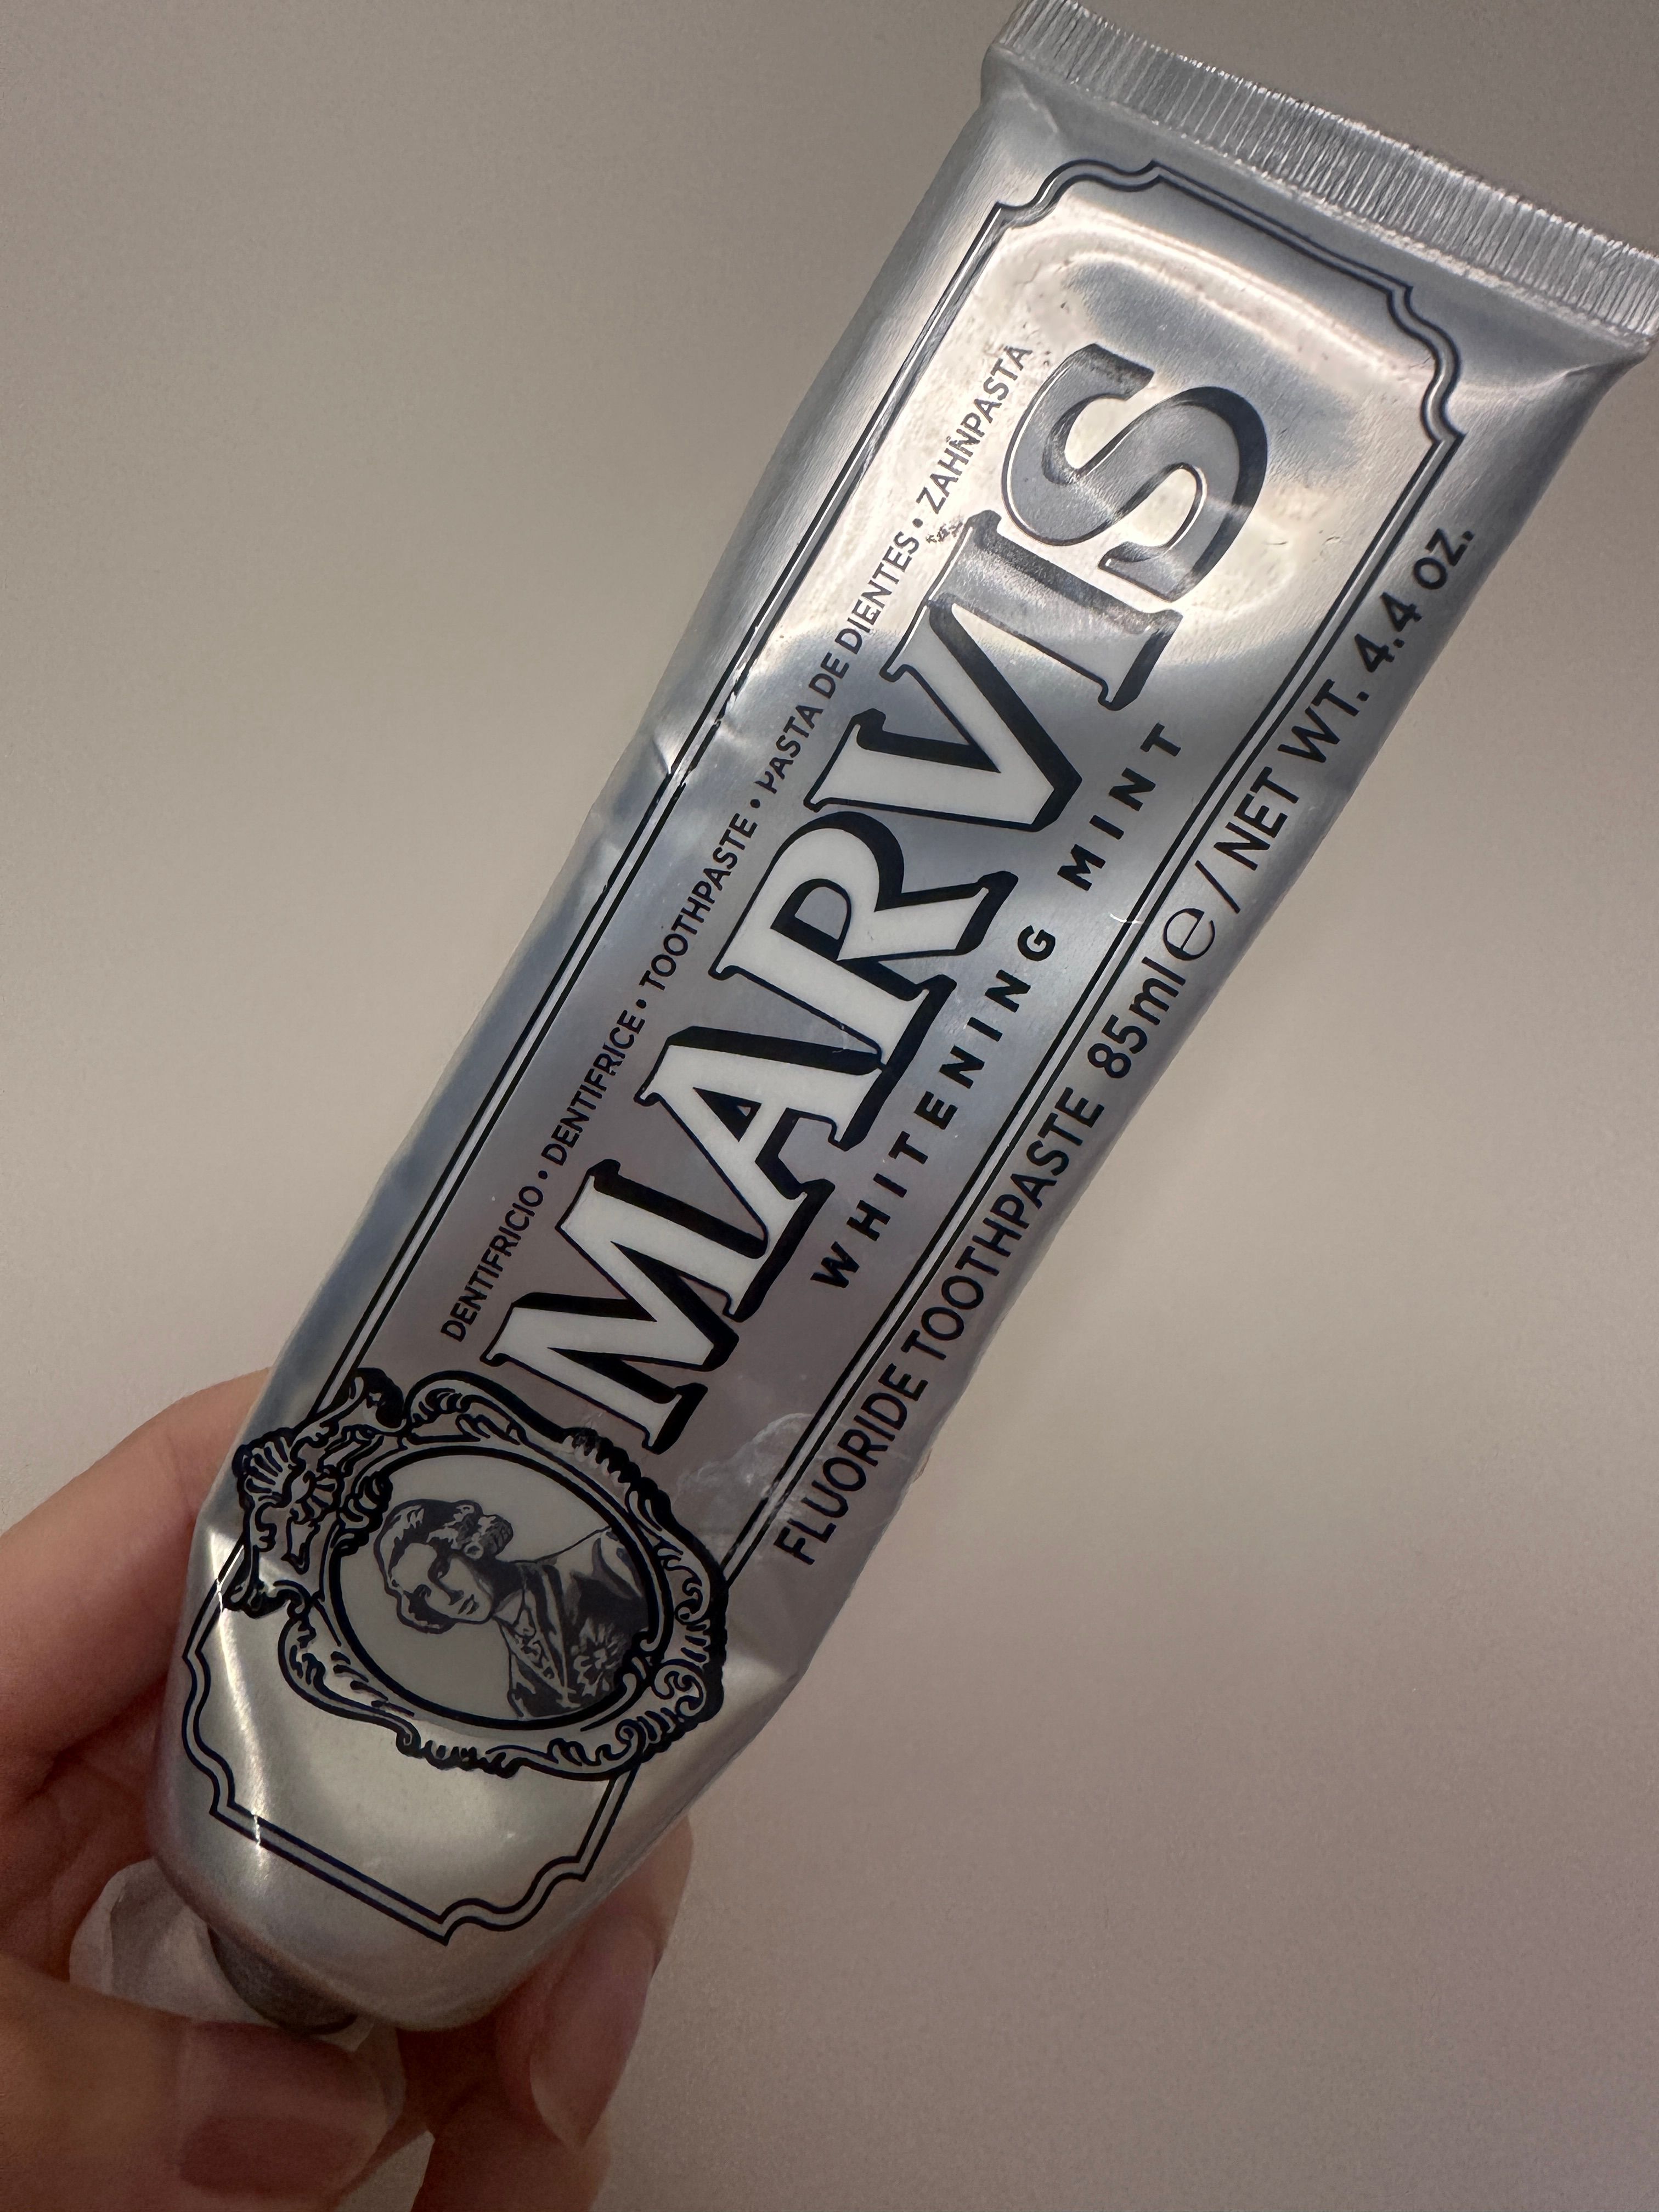 DENTIFRICIO • DENTIFRICE • TOOTHPASTE • PASTA DE DIENTES • ZAHNPASTA
MARVIS
WHITENING MINT
FLUORIDE TOOTHPASTE 85ml ℮ / NET WT. 4.4 OZ.